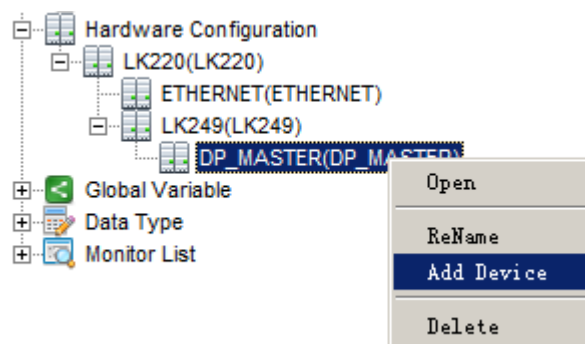 Hardware Configuration
LK220(LK220)
ETHERNET(ETHERNET)
LK249(LK249)
DP_MASTER(DP_MASTER)
Global Variable
Data Type
Monitor List
Open
ReName
Add Device
Delete